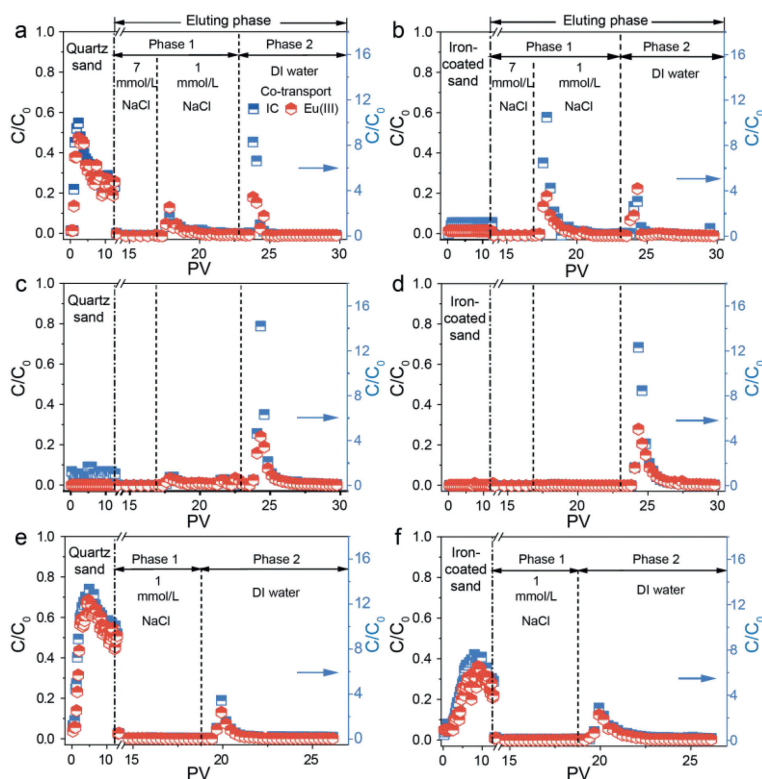 a
Eluting phase
Quartz
sand
Phase 1
Phase 2
7
mmol/L
NaCl
1
mmol/L
NaCl
DI water
Co-transport
IC Eu(III)
C/C0
1.0
0.8
0.6
0.4
0.2
0.0
16
12
8
4
0
C/C0
0 10 15 20 25 30
PV
b
Eluting phase
Iron-
coated
sand
Phase 1
Phase 2
7
mmol/L
NaCl
1
mmol/L
NaCl
DI water
C/C0
1.0
0.8
0.6
0.4
0.2
0.0
16
12
8
4
0
C/C0
0 10 15 20 25 30
PV
c
Quartz
sand
C/C0
1.0
0.8
0.6
0.4
0.2
0.0
16
12
8
4
0
C/C0
0 10 15 20 25 30
PV
d
Iron-
coated
sand
C/C0
1.0
0.8
0.6
0.4
0.2
0.0
16
12
8
4
0
C/C0
0 10 15 20 25 30
PV
e
Quartz
sand
Phase 1
Phase 2
1
mmol/L
NaCl
DI water
C/C0
1.0
0.8
0.6
0.4
0.2
0.0
16
12
8
4
0
C/C0
0 5 10 15 20 25
PV
f
Iron-
coated
sand
Phase 1
Phase 2
1
mmol/L
NaCl
DI water
C/C0
1.0
0.8
0.6
0.4
0.2
0.0
16
12
8
4
0
C/C0
0 5 10 15 20 25
PV